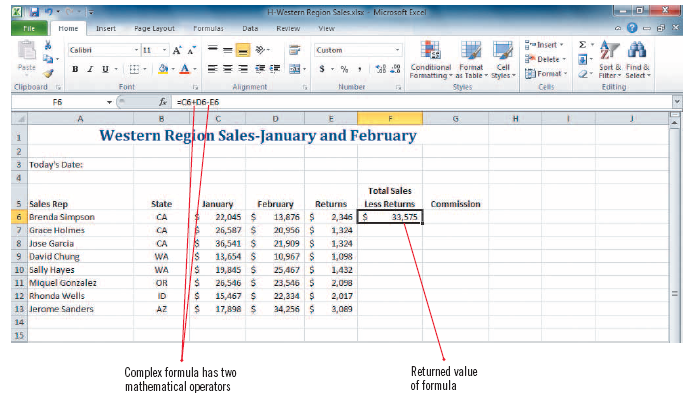 H-Western Region Sales.xlsx - Microsoft Excel
File Home Insert Page Layout Formulas Data Review View
Paste
Calibri 11 A A
B I U
Custom
$ % ,
Conditional Formatting
Format as Table
Cell Styles
Insert
Delete
Format
Σ
Sort & Filter
Find & Select
Clipboard Font Alignment Number Styles Cells Editing
F6 fx =C6+D6-E6
A B C D E F G H I J
1 Western Region Sales-January and February
2
3 Today's Date:
4
Total Sales
5 Sales Rep State January February Returns Less Returns Commission
6 Brenda Simpson CA $ 22,045 $ 13,876 $ 2,346 $ 33,575
7 Grace Holmes CA $ 26,587 $ 20,956 $ 1,324
8 Jose Garcia CA $ 36,541 $ 21,909 $ 1,324
9 David Chung WA $ 13,654 $ 10,967 $ 1,098
10 Sally Hayes WA $ 19,845 $ 25,467 $ 1,432
11 Miquel Gonzalez OR $ 26,546 $ 23,546 $ 2,098
12 Rhonda Wells ID $ 15,467 $ 22,334 $ 2,017
13 Jerome Sanders AZ $ 17,898 $ 34,256 $ 3,089
14
15
Complex formula has two
mathematical operators
Returned value
of formula